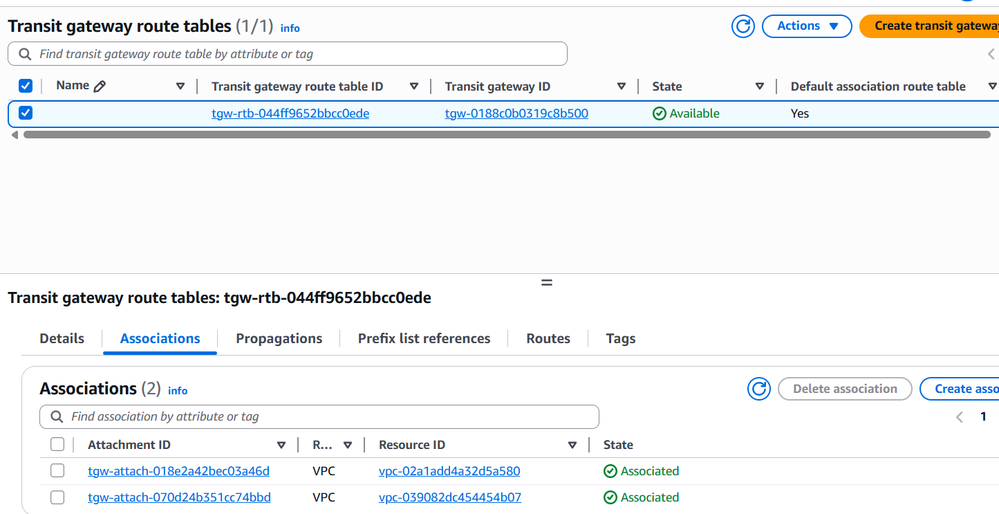 Transit gateway route tables (1/1) info
Actions
Create transit gateway
Find transit gateway route table by attribute or tag
Name Transit gateway route table ID Transit gateway ID State Default association route table
tgw-rtb-044ff9652bbcc0ede tgw-0188c0b0319c8b500 Available Yes
Transit gateway route tables: tgw-rtb-044ff9652bbcc0ede
Details Associations Propagations Prefix list references Routes Tags
Associations (2) info
Delete association
Create asso
Find association by attribute or tag
1
Attachment ID R... Resource ID State
tgw-attach-018e2a42bec03a46d VPC vpc-02a1add4a32d5a580 Associated
tgw-attach-070d24b351cc74bbd VPC vpc-039082dc454454b07 Associated